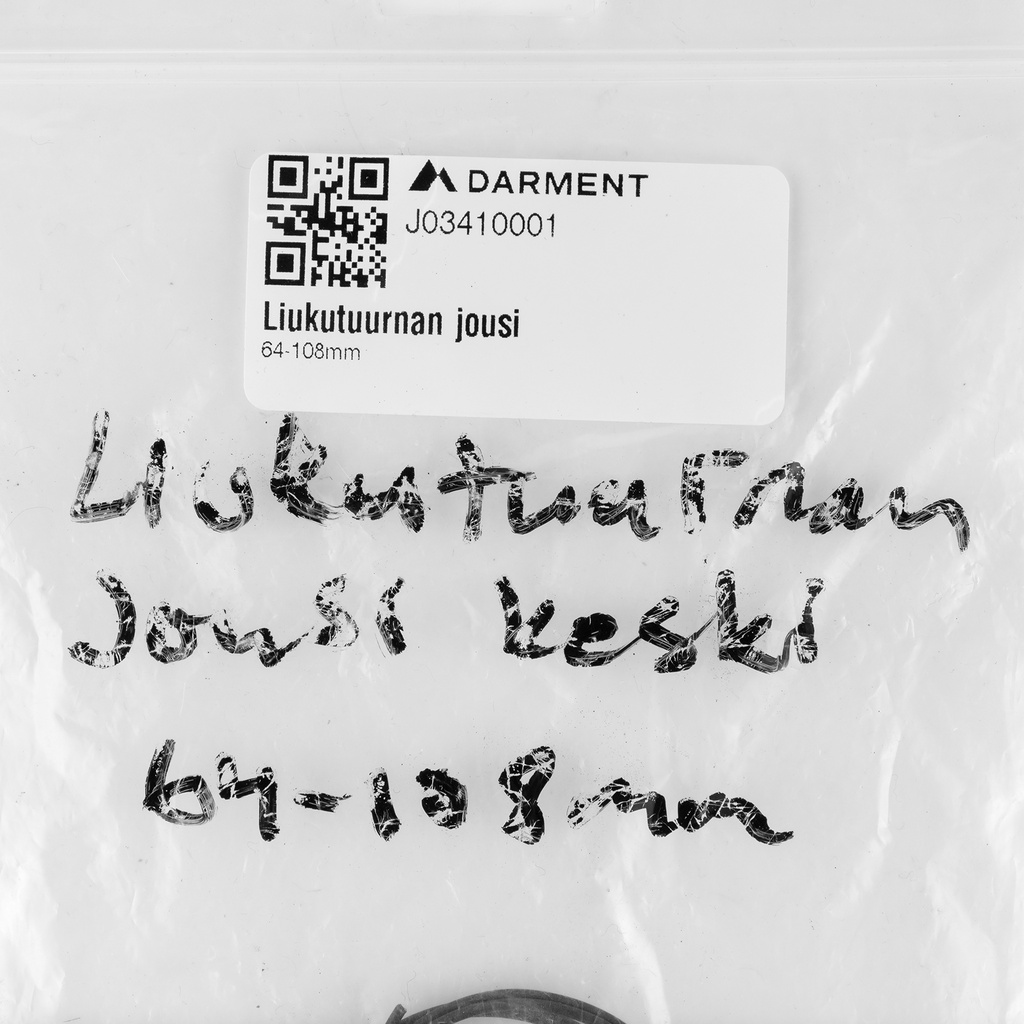 DARMENT
J03410001
Liukutuurnan jousi
64-108mm
Liukutuurnan
Jousi keski
64-108mm